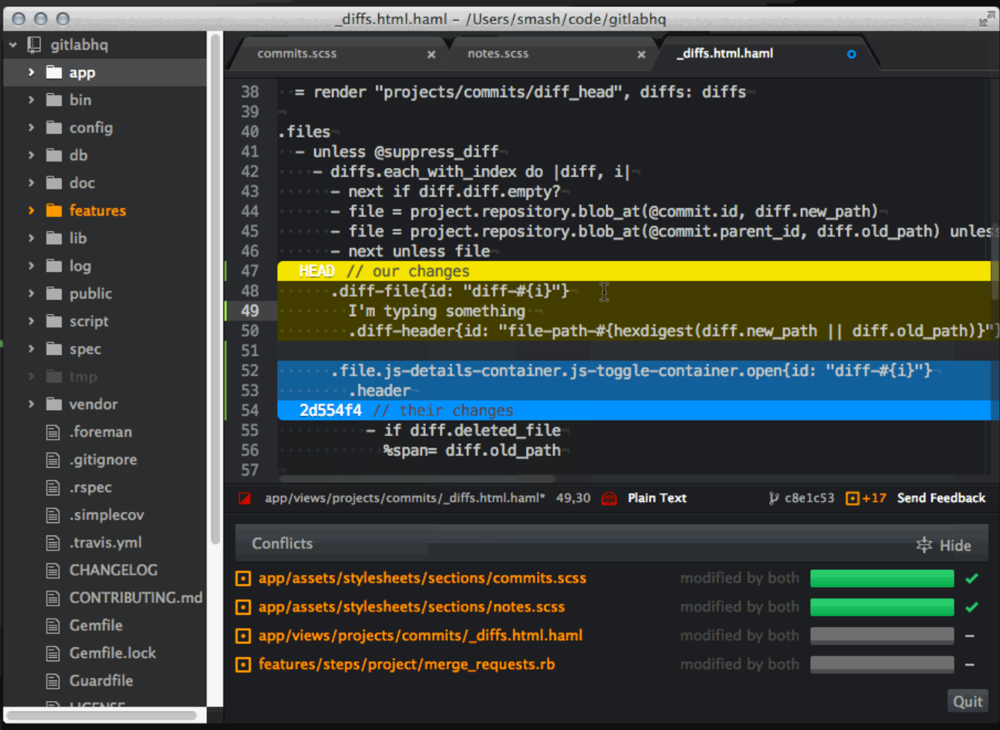 _diffs.html.haml – /Users/smash/code/gitlabhq
gitlabhq
app
bin
config
db
doc
features
lib
log
public
script
spec
tmp
vendor
.foreman
.gitignore
.rspec
.simplecov
.travis.yml
CHANGELOG
CONTRIBUTING.md
Gemfile
Gemfile.lock
Guardfile
LICENSE
commits.scss
notes.scss
_diffs.html.haml
38 = render "projects/commits/diff_head", diffs: diffs
39
40 .files
41 - unless @suppress_diff
42 - diffs.each_with_index do |diff, i|
43 - next if diff.diff.empty?
44 - file = project.repository.blob_at(@commit.id, diff.new_path)
45 - file = project.repository.blob_at(@commit.parent_id, diff.old_path) unles
46 - next unless file
47 HEAD // our changes
48 .diff-file{id: "diff-#{i}"}
49 I'm typing something
50 .diff-header{id: "file-path-#{hexdigest(diff.new_path || diff.old_path)}"}
51
52 .file.js-details-container.js-toggle-container.open{id: "diff-#{i}"}
53 .header
54 2d554f4 // their changes
55 - if diff.deleted_file
56 %span= diff.old_path
57
app/views/projects/commits/_diffs.html.haml* 49,30 Plain Text c8e1c53 +17 Send Feedback
Conflicts Hide
app/assets/stylesheets/sections/commits.scss modified by both
app/assets/stylesheets/sections/notes.scss modified by both
app/views/projects/commits/_diffs.html.haml modified by both
features/steps/project/merge_requests.rb modified by both
Quit